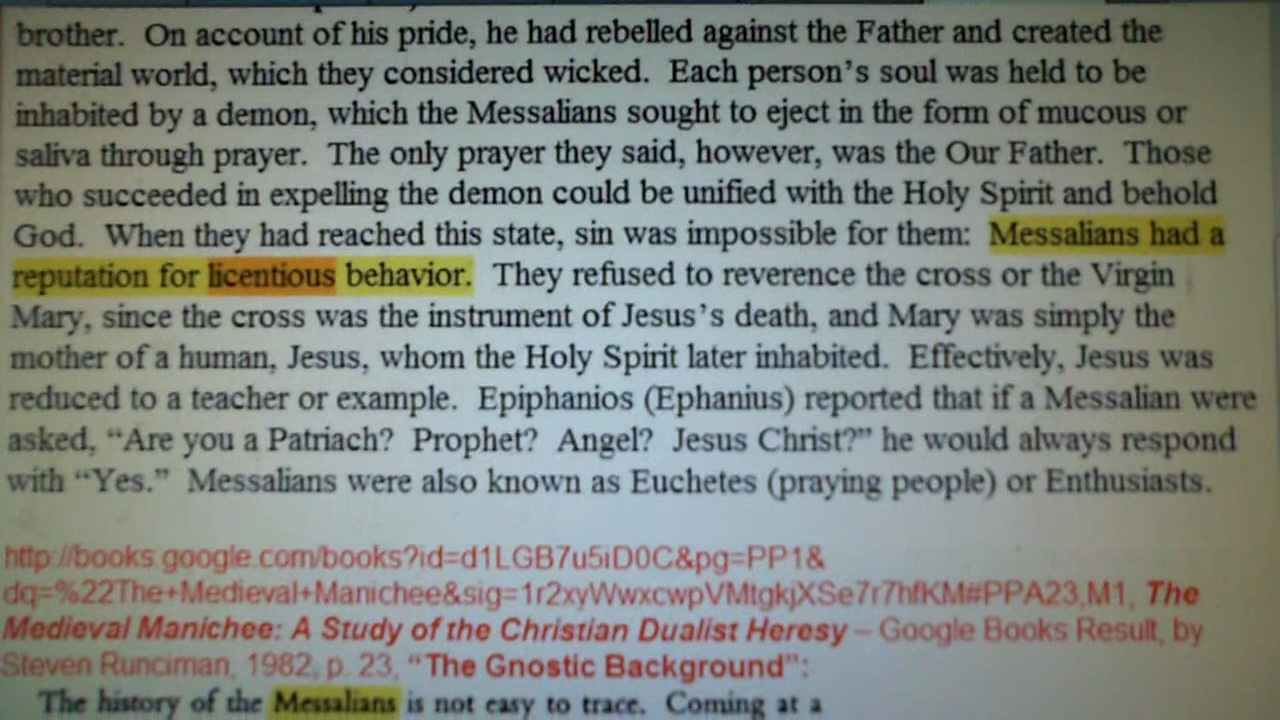 brother. On account of his pride, he had rebelled against the Father and created the
material world, which they considered wicked. Each person's soul was held to be
inhabited by a demon, which the Messalians sought to eject in the form of mucous or
saliva through prayer. The only prayer they said, however, was the Our Father. Those
who succeeded in expelling the demon could be unified with the Holy Spirit and behold
God. When they had reached this state, sin was impossible for them: Messalians had a
reputation for licentious behavior. They refused to reverence the cross or the Virgin
Mary, since the cross was the instrument of Jesus's death, and Mary was simply the
mother of a human, Jesus, whom the Holy Spirit later inhabited. Effectively, Jesus was
reduced to a teacher or example. Epiphanios (Ephanius) reported that if a Messalian were
asked, “Are you a Patriach? Prophet? Angel? Jesus Christ?” he would always respond
with “Yes.” Messalians were also known as Euchetes (praying people) or Enthusiasts.
http://books.google.com/books?id=d1LGB7u5iD0C&pg=PP1&
dq=%22The+Medieval+Manichee&sig=1r2xyWwxcwpVMtgkjXSe7r7hfKM#PPA23,M1, The
Medieval Manichee: A Study of the Christian Dualist Heresy – Google Books Result, by
Steven Runciman, 1982, p. 23, “The Gnostic Background”:
The history of the Messalians is not easy to trace. Coming at a